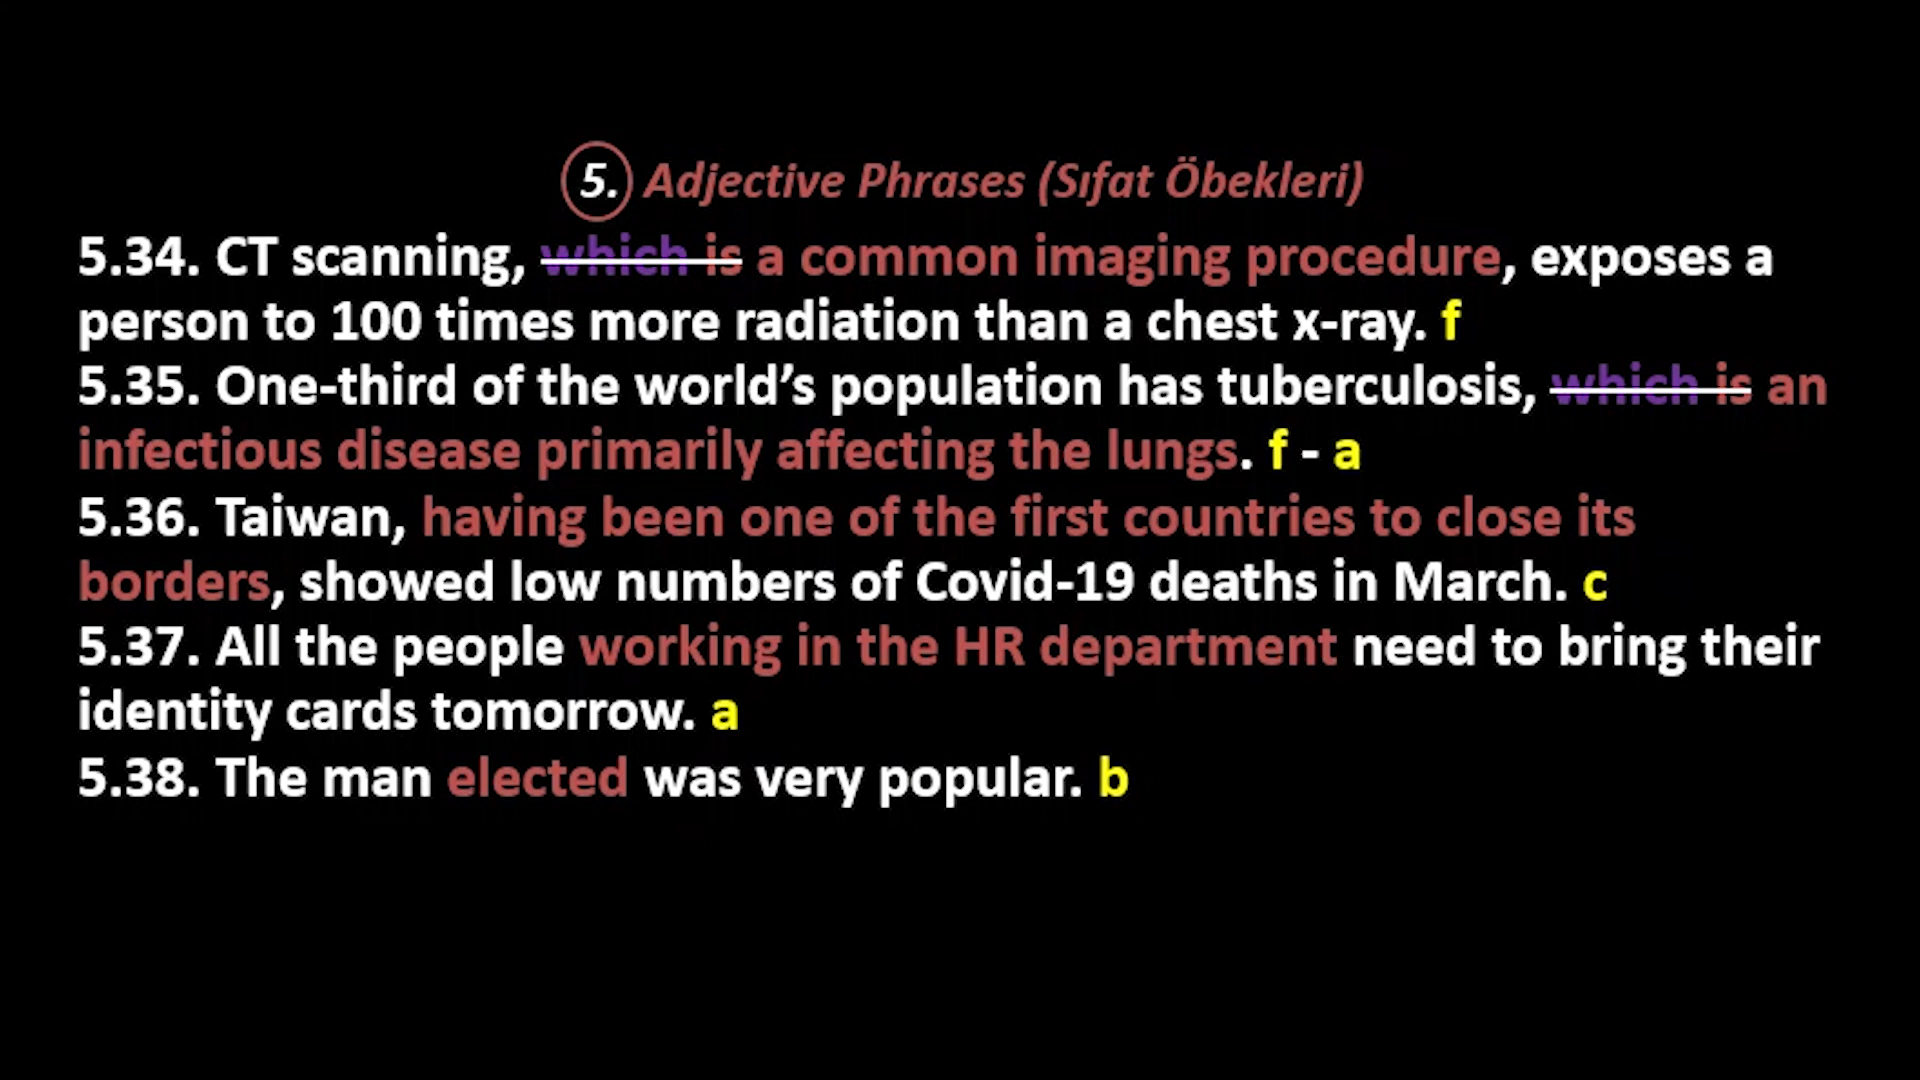 5. Adjective Phrases (Sıfat Öbekleri)
5.34. CT scanning, which is a common imaging procedure, exposes a
person to 100 times more radiation than a chest x-ray. f
5.35. One-third of the world’s population has tuberculosis, which is an
infectious disease primarily affecting the lungs. f - a
5.36. Taiwan, having been one of the first countries to close its
borders, showed low numbers of Covid-19 deaths in March. c
5.37. All the people working in the HR department need to bring their
identity cards tomorrow. a
5.38. The man elected was very popular. b